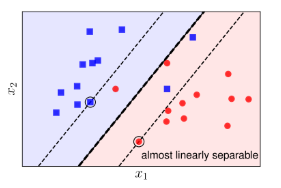 x₂
almost linearly separable
x₁